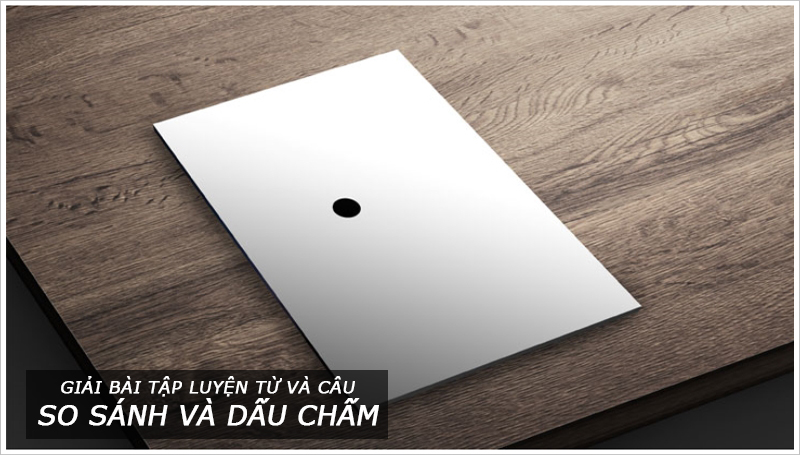 GIẢI BÀI TẬP LUYỆN TỪ VÀ CÂU
SO SÁNH VÀ DẤU CHẤM